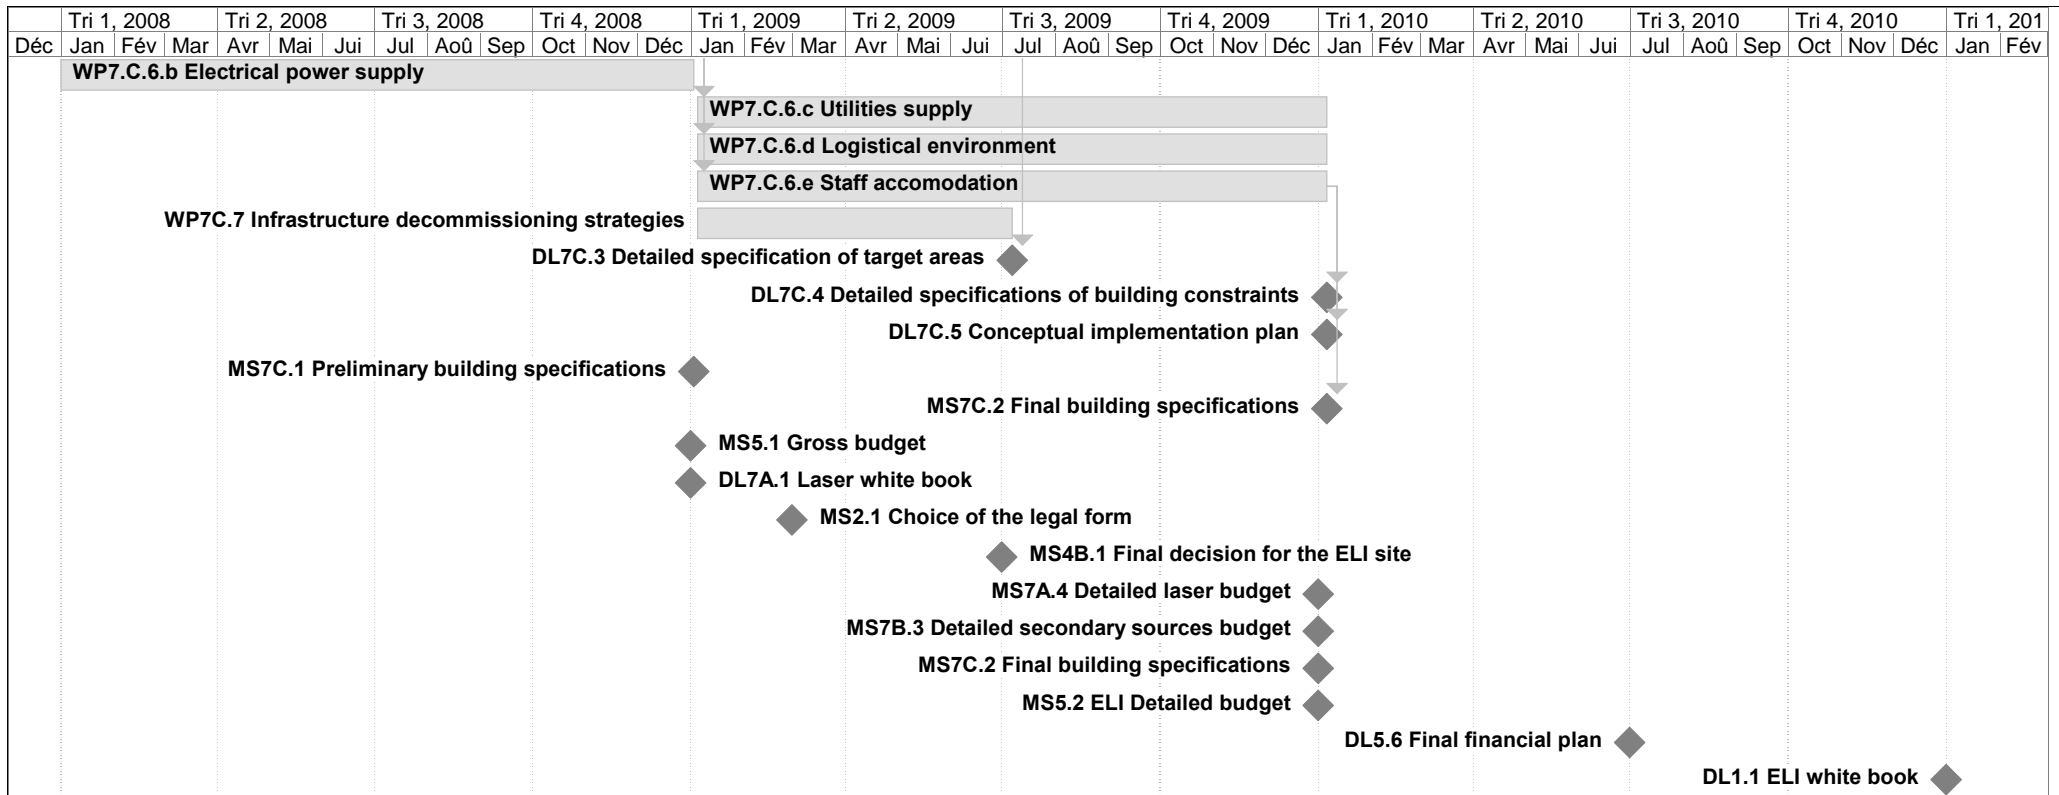 Tri 1, 2008 Tri 2, 2008 Tri 3, 2008 Tri 4, 2008 Tri 1, 2009 Tri 2, 2009 Tri 3, 2009 Tri 4, 2009 Tri 1, 2010 Tri 2, 2010 Tri 3, 2010 Tri 4, 2010 Tri 1, 201
Déc Jan Fév Mar Avr Mai Jui Jul Aoû Sep Oct Nov Déc Jan Fév Mar Avr Mai Jui Jul Aoû Sep Oct Nov Déc Jan Fév Mar Avr Mai Jui Jul Aoû Sep Oct Nov Déc Jan Fév
WP7.C.6.b Electrical power supply
WP7.C.6.c Utilities supply
WP7.C.6.d Logistical environment
WP7.C.6.e Staff accomodation
WP7C.7 Infrastructure decommissioning strategies
DL7C.3 Detailed specification of target areas
DL7C.4 Detailed specifications of building constraints
DL7C.5 Conceptual implementation plan
MS7C.1 Preliminary building specifications
MS7C.2 Final building specifications
MS5.1 Gross budget
DL7A.1 Laser white book
MS2.1 Choice of the legal form
MS4B.1 Final decision for the ELI site
MS7A.4 Detailed laser budget
MS7B.3 Detailed secondary sources budget
MS7C.2 Final building specifications
MS5.2 ELI Detailed budget
DL5.6 Final financial plan
DL1.1 ELI white book